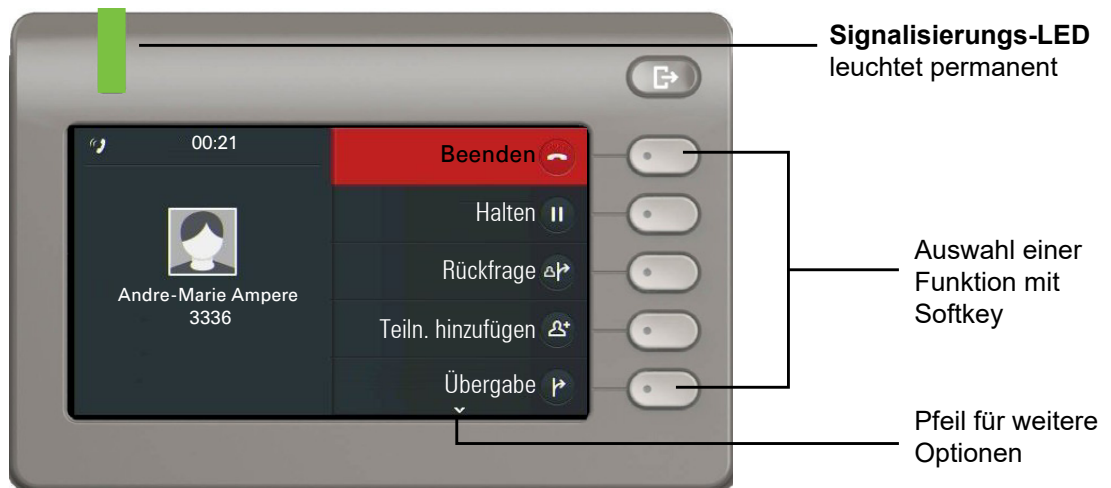 Signalisierungs-LED
leuchtet permanent
00:21
Beenden
Halten
Rückfrage
Andre-Marie Ampere
3336
Teiln. hinzufügen
Übergabe
Auswahl einer
Funktion mit
Softkey
Pfeil für weitere
Optionen